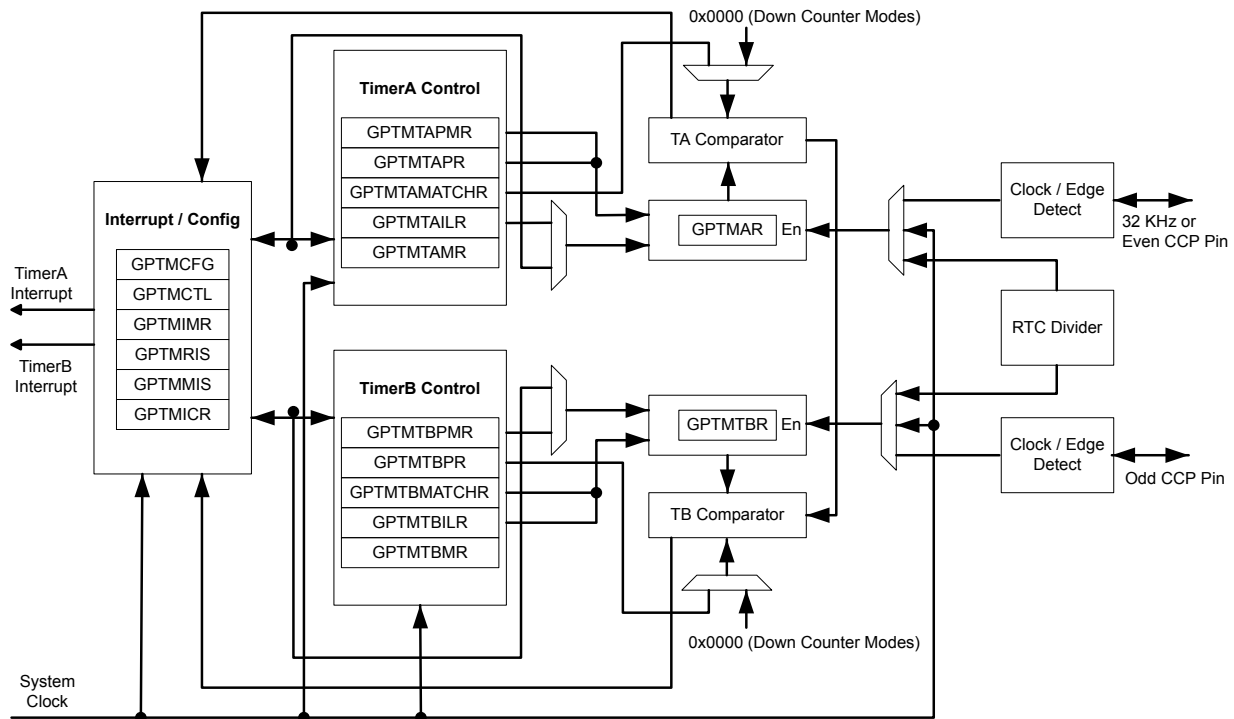 0x0000 (Down Counter Modes)
TimerA Control
GPTMTAPMR
GPTMTAPR
GPTMTAMATCHR
GPTMTAILR
GPTMTAMR
TA Comparator
GPTMAR
En
Clock / Edge
Detect
32 KHz or
Even CCP Pin
Interrupt / Config
GPTMCFG
GPTMCTL
GPTMIMR
GPTMRIS
GPTMMIS
GPTMICR
TimerA
Interrupt
TimerB
Interrupt
RTC Divider
TimerB Control
GPTMTBPMR
GPTMTBPR
GPTMTBMATCHR
GPTMTBILR
GPTMTBMR
GPTMTBR
En
TB Comparator
Clock / Edge
Detect
Odd CCP Pin
0x0000 (Down Counter Modes)
System
Clock